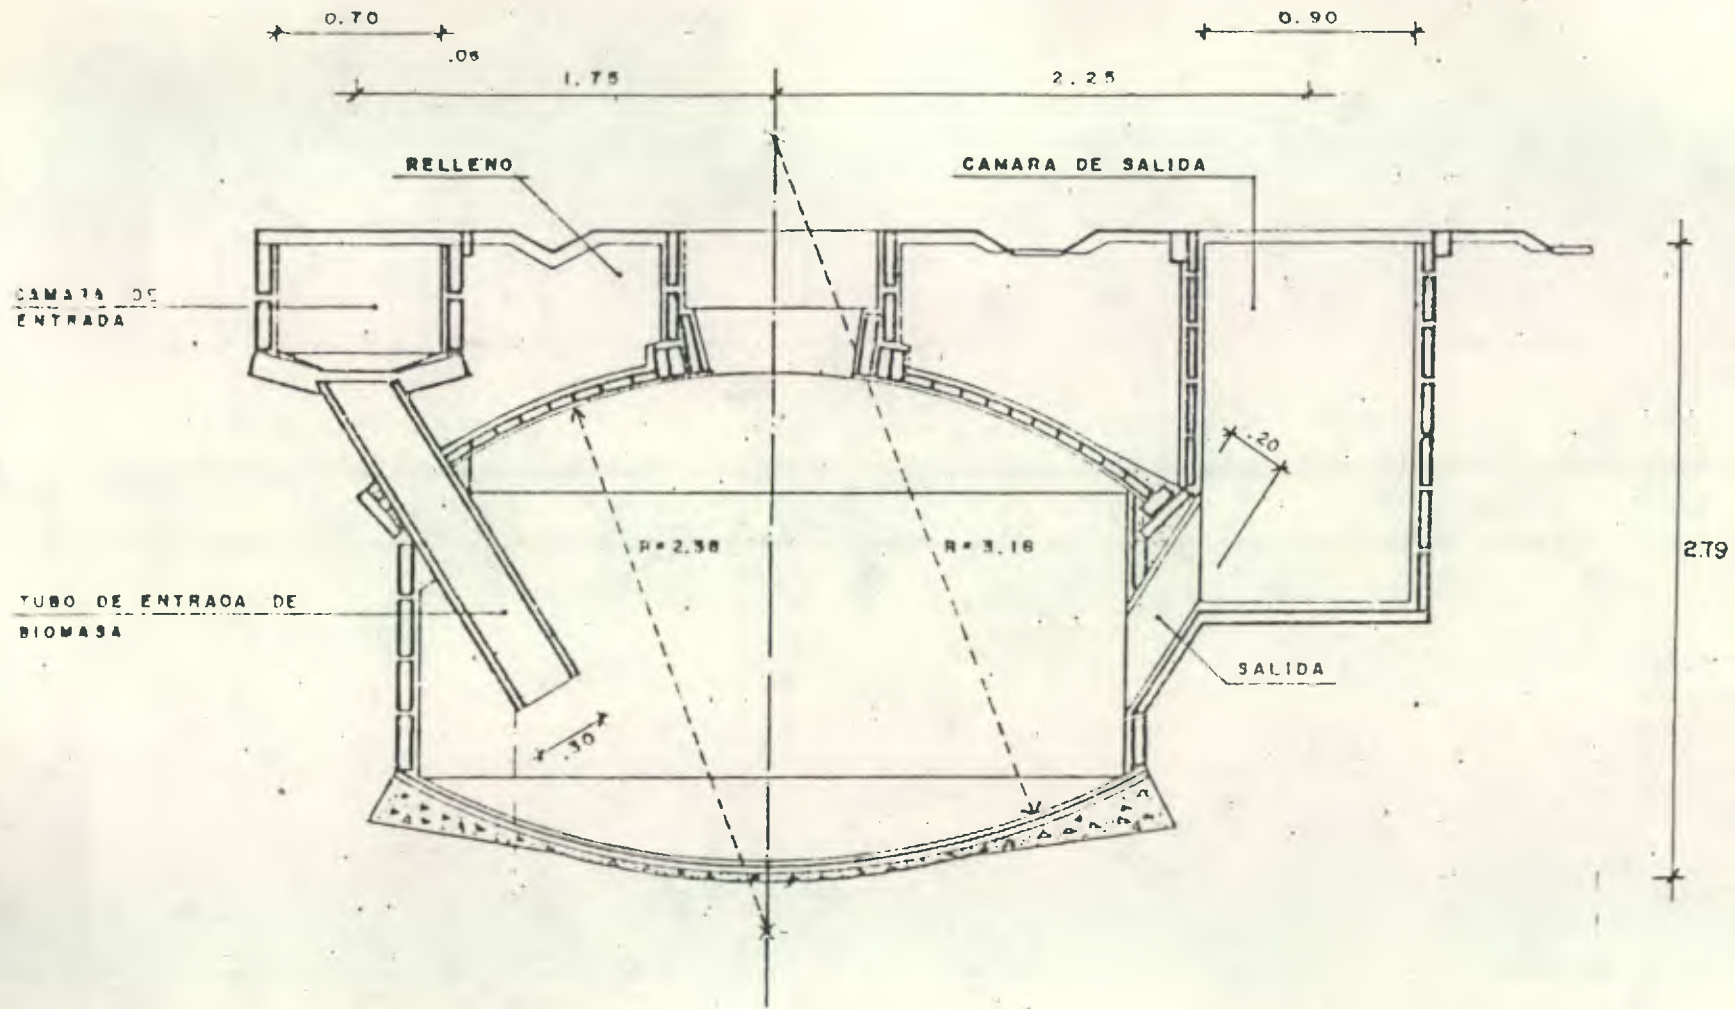 0.70
0.90
.05
1.75
2.25
RELLENO
CAMARA DE SALIDA
CAMARA DE
ENTRADA
.20
R=2.38
R=3.16
2.79
TUBO DE ENTRADA DE
BIOMASA
SALIDA
.30